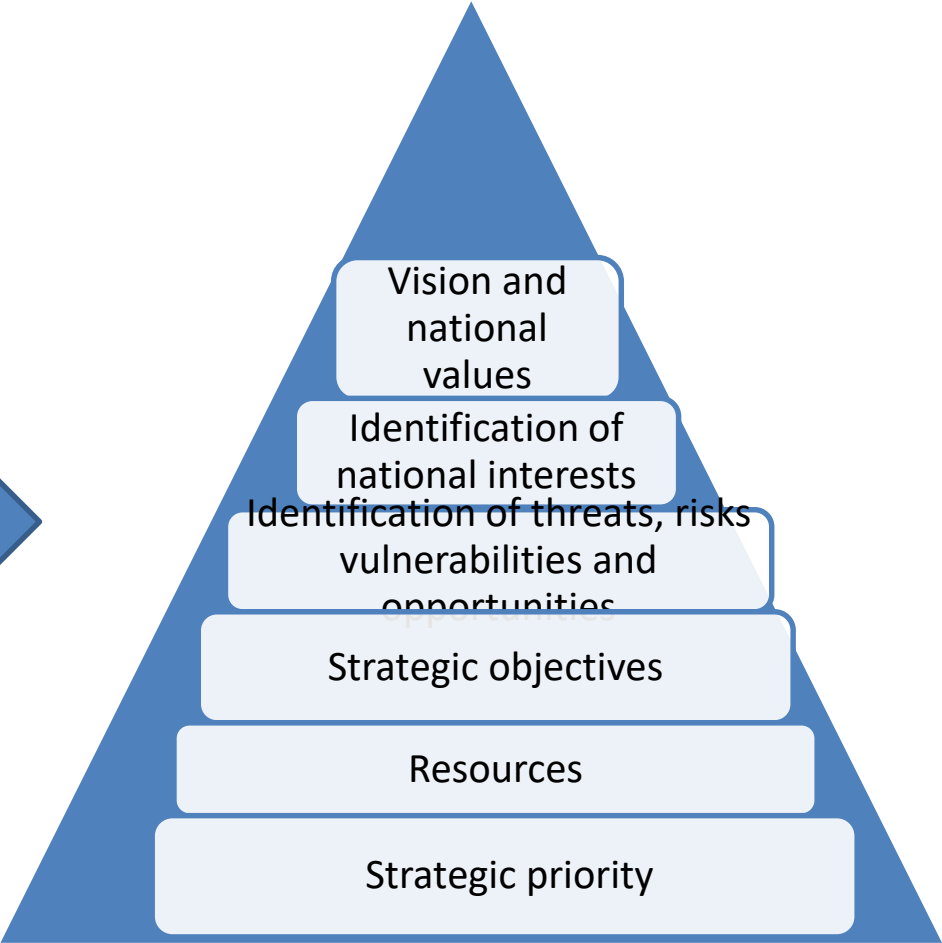 Vision and
national
values
Identification of
national interests
Identification of threats, risks
vulnerabilities and
opportunities
Strategic objectives
Resources
Strategic priority